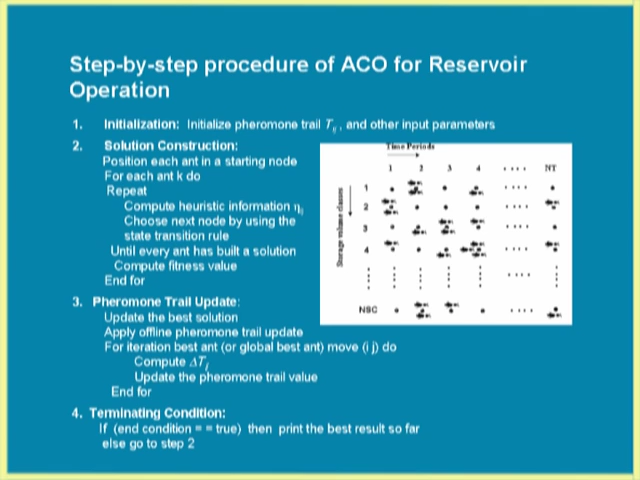 Step-by-step procedure of ACO for Reservoir
Operation
1. Initialization: Initialize pheromone trail Tij , and other input parameters
2. Solution Construction:
Position each ant in a starting node
For each ant k do
Repeat
Compute heuristic information ηij
Choose next node by using the
state transition rule
Until every ant has built a solution
Compute fitness value
End for
Time Periods
1 2 3 4 .... NT
Storage volume classes
1 ....
2 ....
3 ....
4 ....
....
NSC ....
3. Pheromone Trail Update:
Update the best solution
Apply offline pheromone trail update
For iteration best ant (or global best ant) move (i j) do
Compute ΔTj
Update the pheromone trail value
End for
4. Terminating Condition:
If (end condition = = true) then print the best result so far
else go to step 2